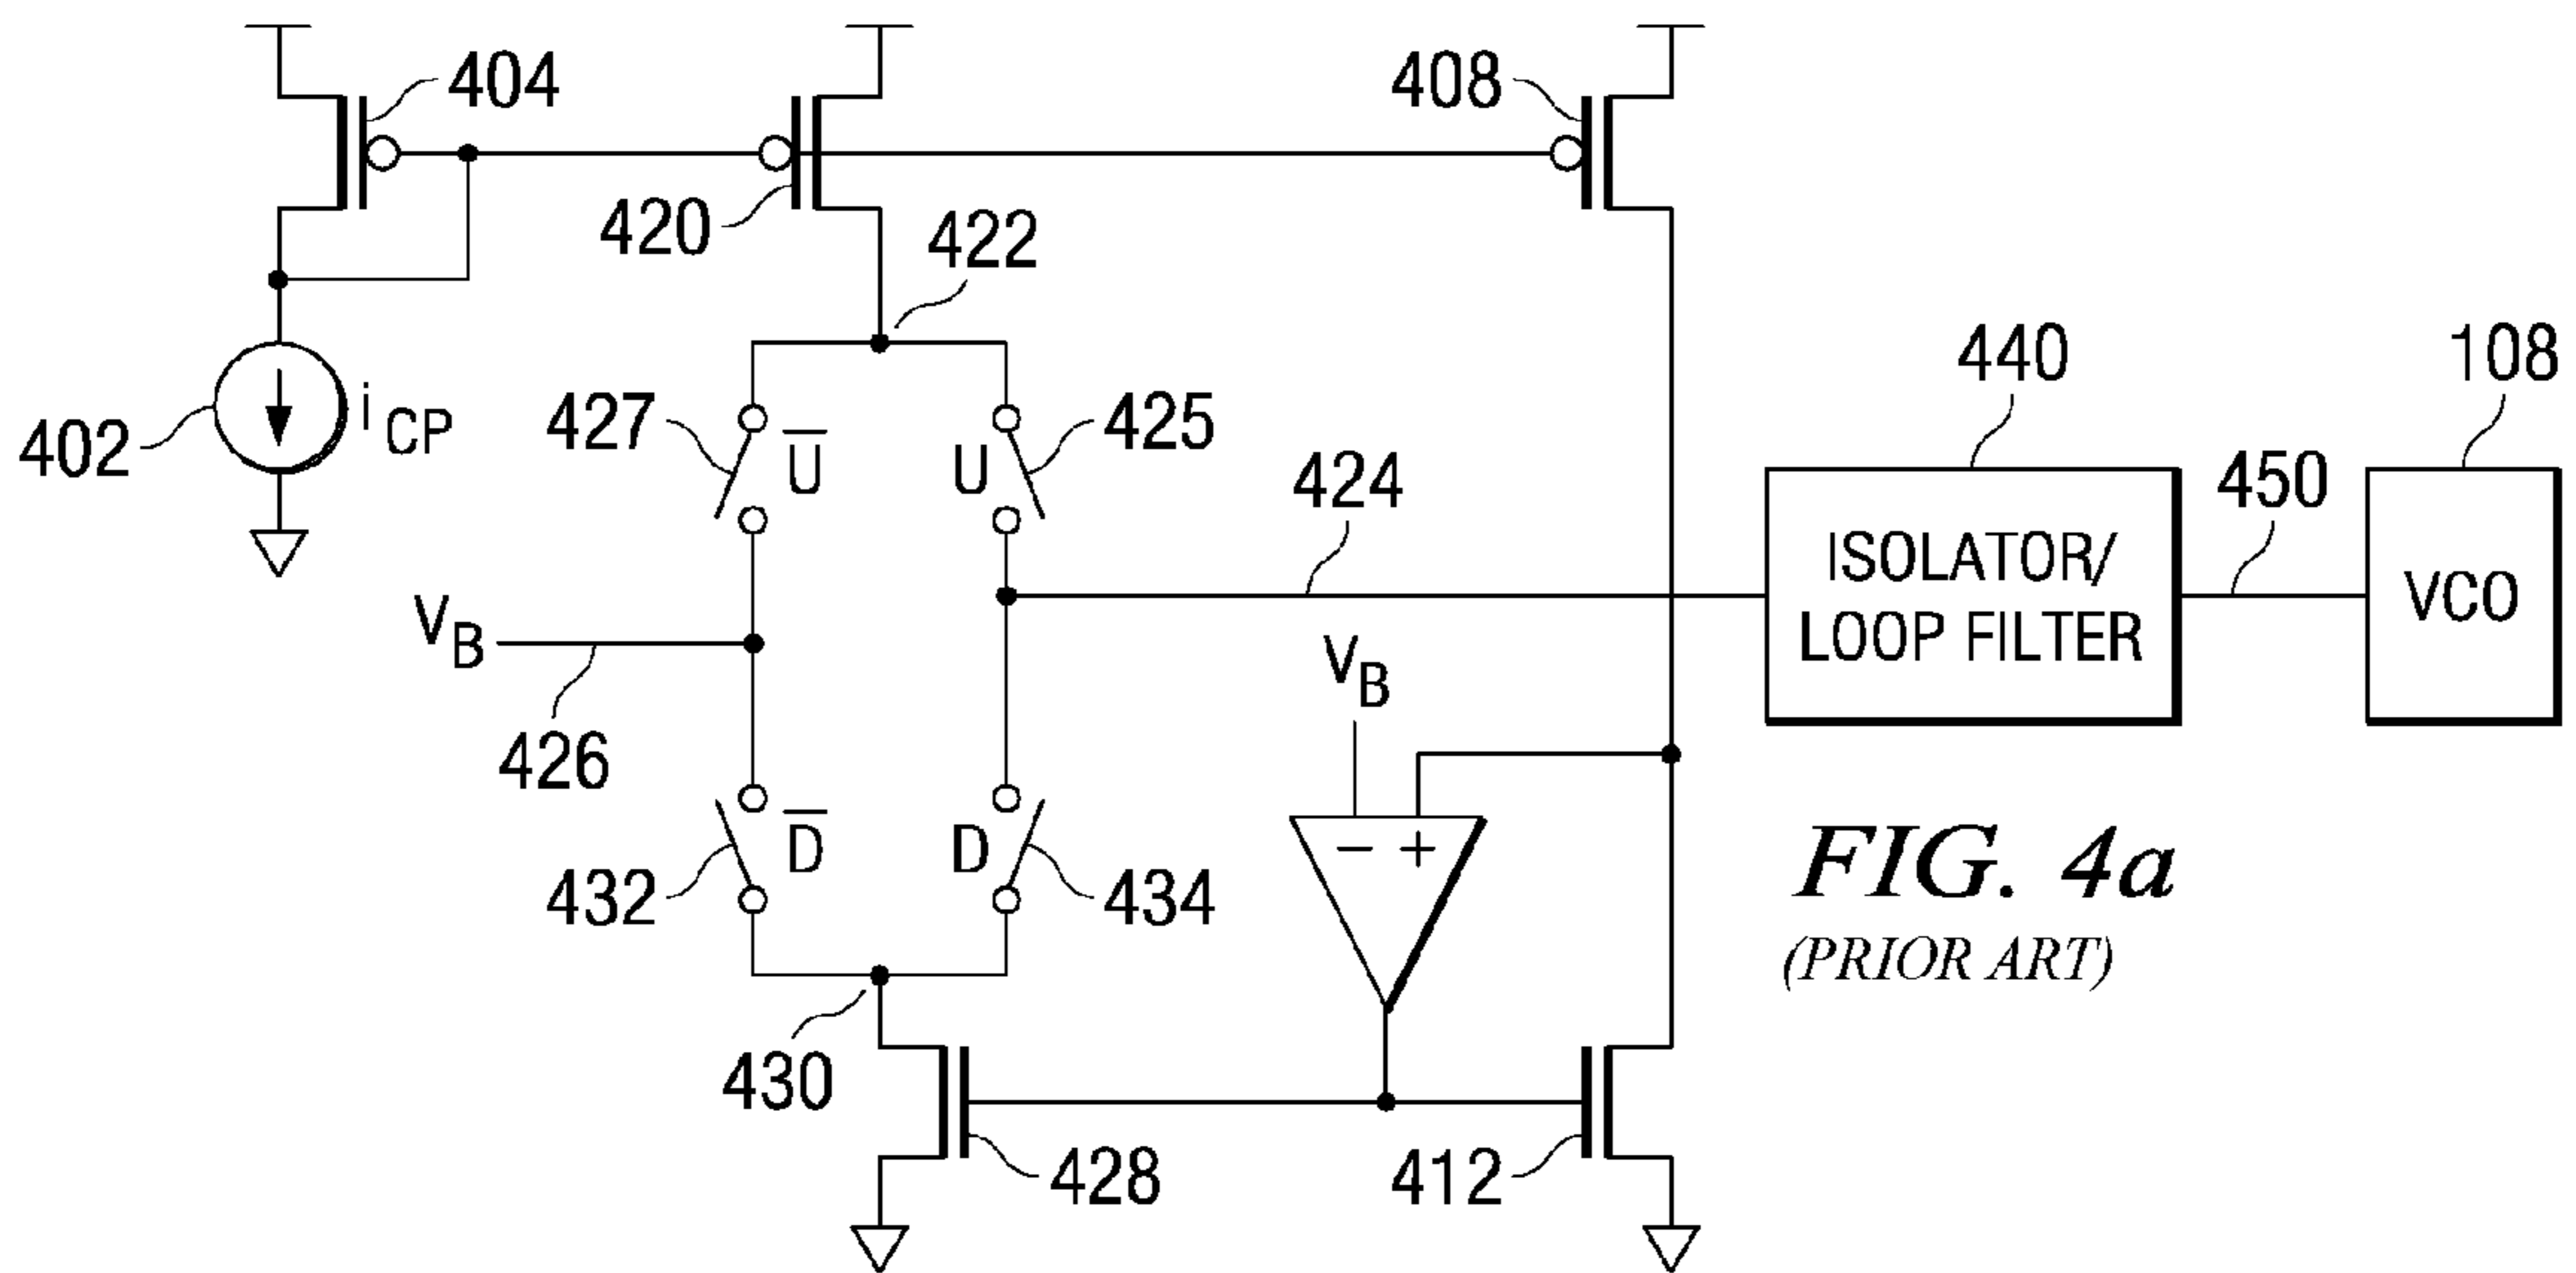 404
408
420
422
402
i CP
427
U̅
U
425
424
440
108
450
ISOLATOR/
LOOP FILTER
VCO
V B
426
V B
− +
432
D̅
D
434
FIG. 4a
(PRIOR ART)
430
428
412